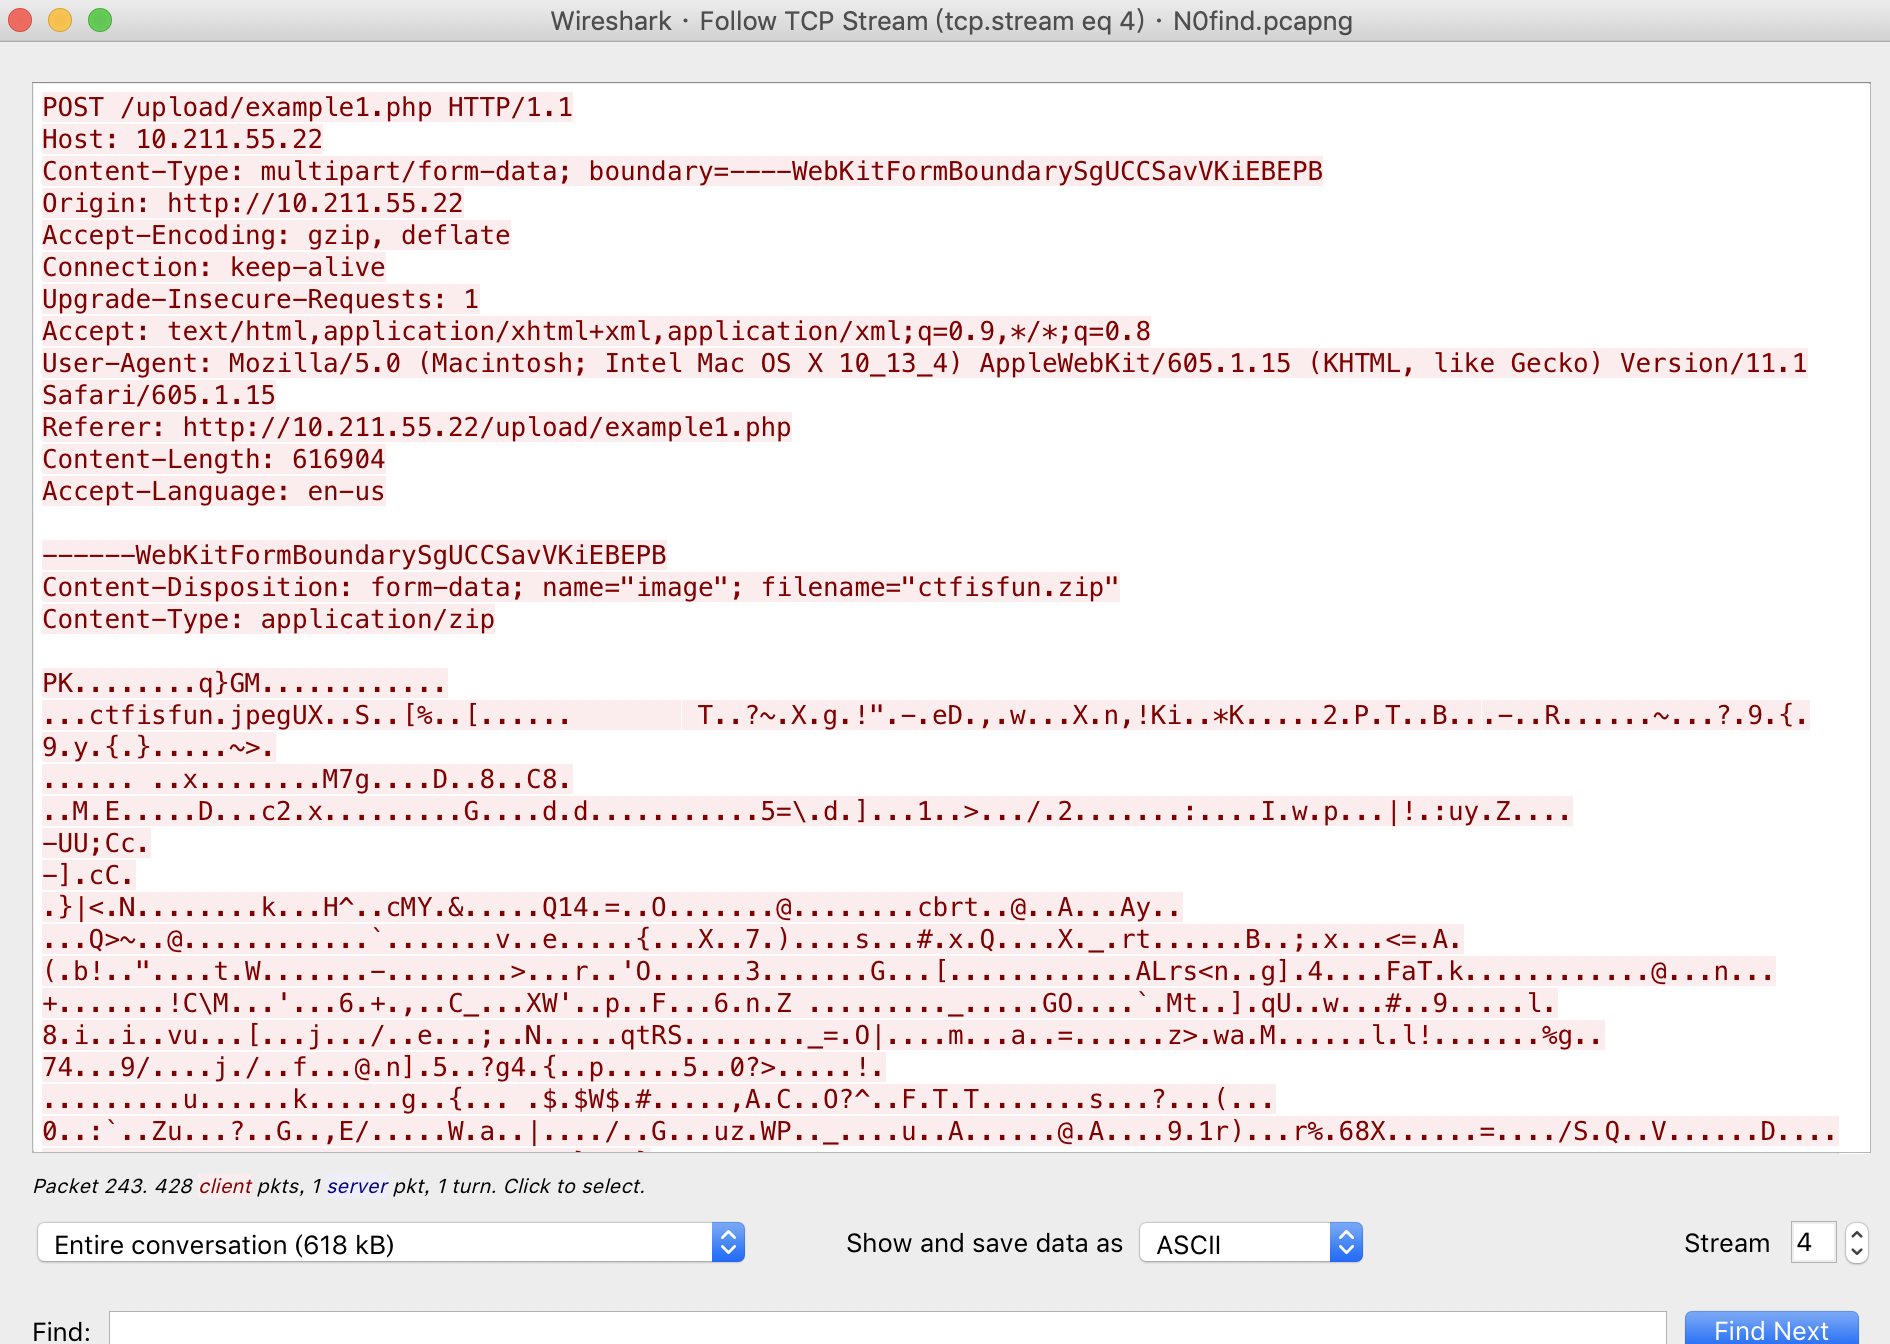 Wireshark · Follow TCP Stream (tcp.stream eq 4) · N0find.pcapng
POST /upload/example1.php HTTP/1.1
Host: 10.211.55.22
Content-Type: multipart/form-data; boundary=----WebKitFormBoundarySgUCCSavVKiEBEPB
Origin: http://10.211.55.22
Accept-Encoding: gzip, deflate
Connection: keep-alive
Upgrade-Insecure-Requests: 1
Accept: text/html,application/xhtml+xml,application/xml;q=0.9,*/*;q=0.8
User-Agent: Mozilla/5.0 (Macintosh; Intel Mac OS X 10_13_4) AppleWebKit/605.1.15 (KHTML, like Gecko) Version/11.1
Safari/605.1.15
Referer: http://10.211.55.22/upload/example1.php
Content-Length: 616904
Accept-Language: en-us
------WebKitFormBoundarySgUCCSavVKiEBEPB
Content-Disposition: form-data; name="image"; filename="ctfisfun.zip"
Content-Type: application/zip
PK........q}GM............
...ctfisfun.jpegUX..S..[%..[...... T..?~.X.g.!".-.eD.,.w...X.n,!Ki..*K.....2.P.T..B...-..R......~...?.9.{.
9.y.{.}.....~>.
...... ..x........M7g....D..8..C8.
..M.E.....D...c2.x.........G....d.d...........5=\.d.]...1..>.../.2.......:....I.w.p...|!.:uy.Z....
-UU;Cc.
-].cC.
.}|<.N........k...H^..cMY.&.....Q14.=..O.......@........cbrt..@..A...Ay..
...Q>~..@............`.......v..e.....{...X..7.)....s...#.x.Q....X._.rt......B..;.x...<=.A.
(.b!.."....t.W.......-........>...r..'O......3.......G...[............ALrs<n..g].4....FaT.k............@...n...
+.......!C\M...'...6.+.,..C_...XW'..p..F...6.n.Z ........._.....GO....`.Mt..].qU..w...#..9.....l.
8.i..i..vu...[...j.../..e...;..N.....qtRS........_=.O|....m...a..=......z>.wa.M......l.l!.......%g..
74...9/....j./..f...@.n].5..?g4.{..p.....5..0?>.....!.
.........u......k......g..{... .$.$W$.#.....,A.C..O?^..F.T.T.......s...?...(...
0..:`..Zu...?..G..,E/.....W.a..|..../..G...uz.WP.._....u..A......@.A....9.1r)...r%.68X......=..../S.Q..V......D....
Packet 243. 428 client pkts, 1 server pkt, 1 turn. Click to select.
Entire conversation (618 kB)
Show and save data as
ASCII
Stream
4
Find:
Find Next